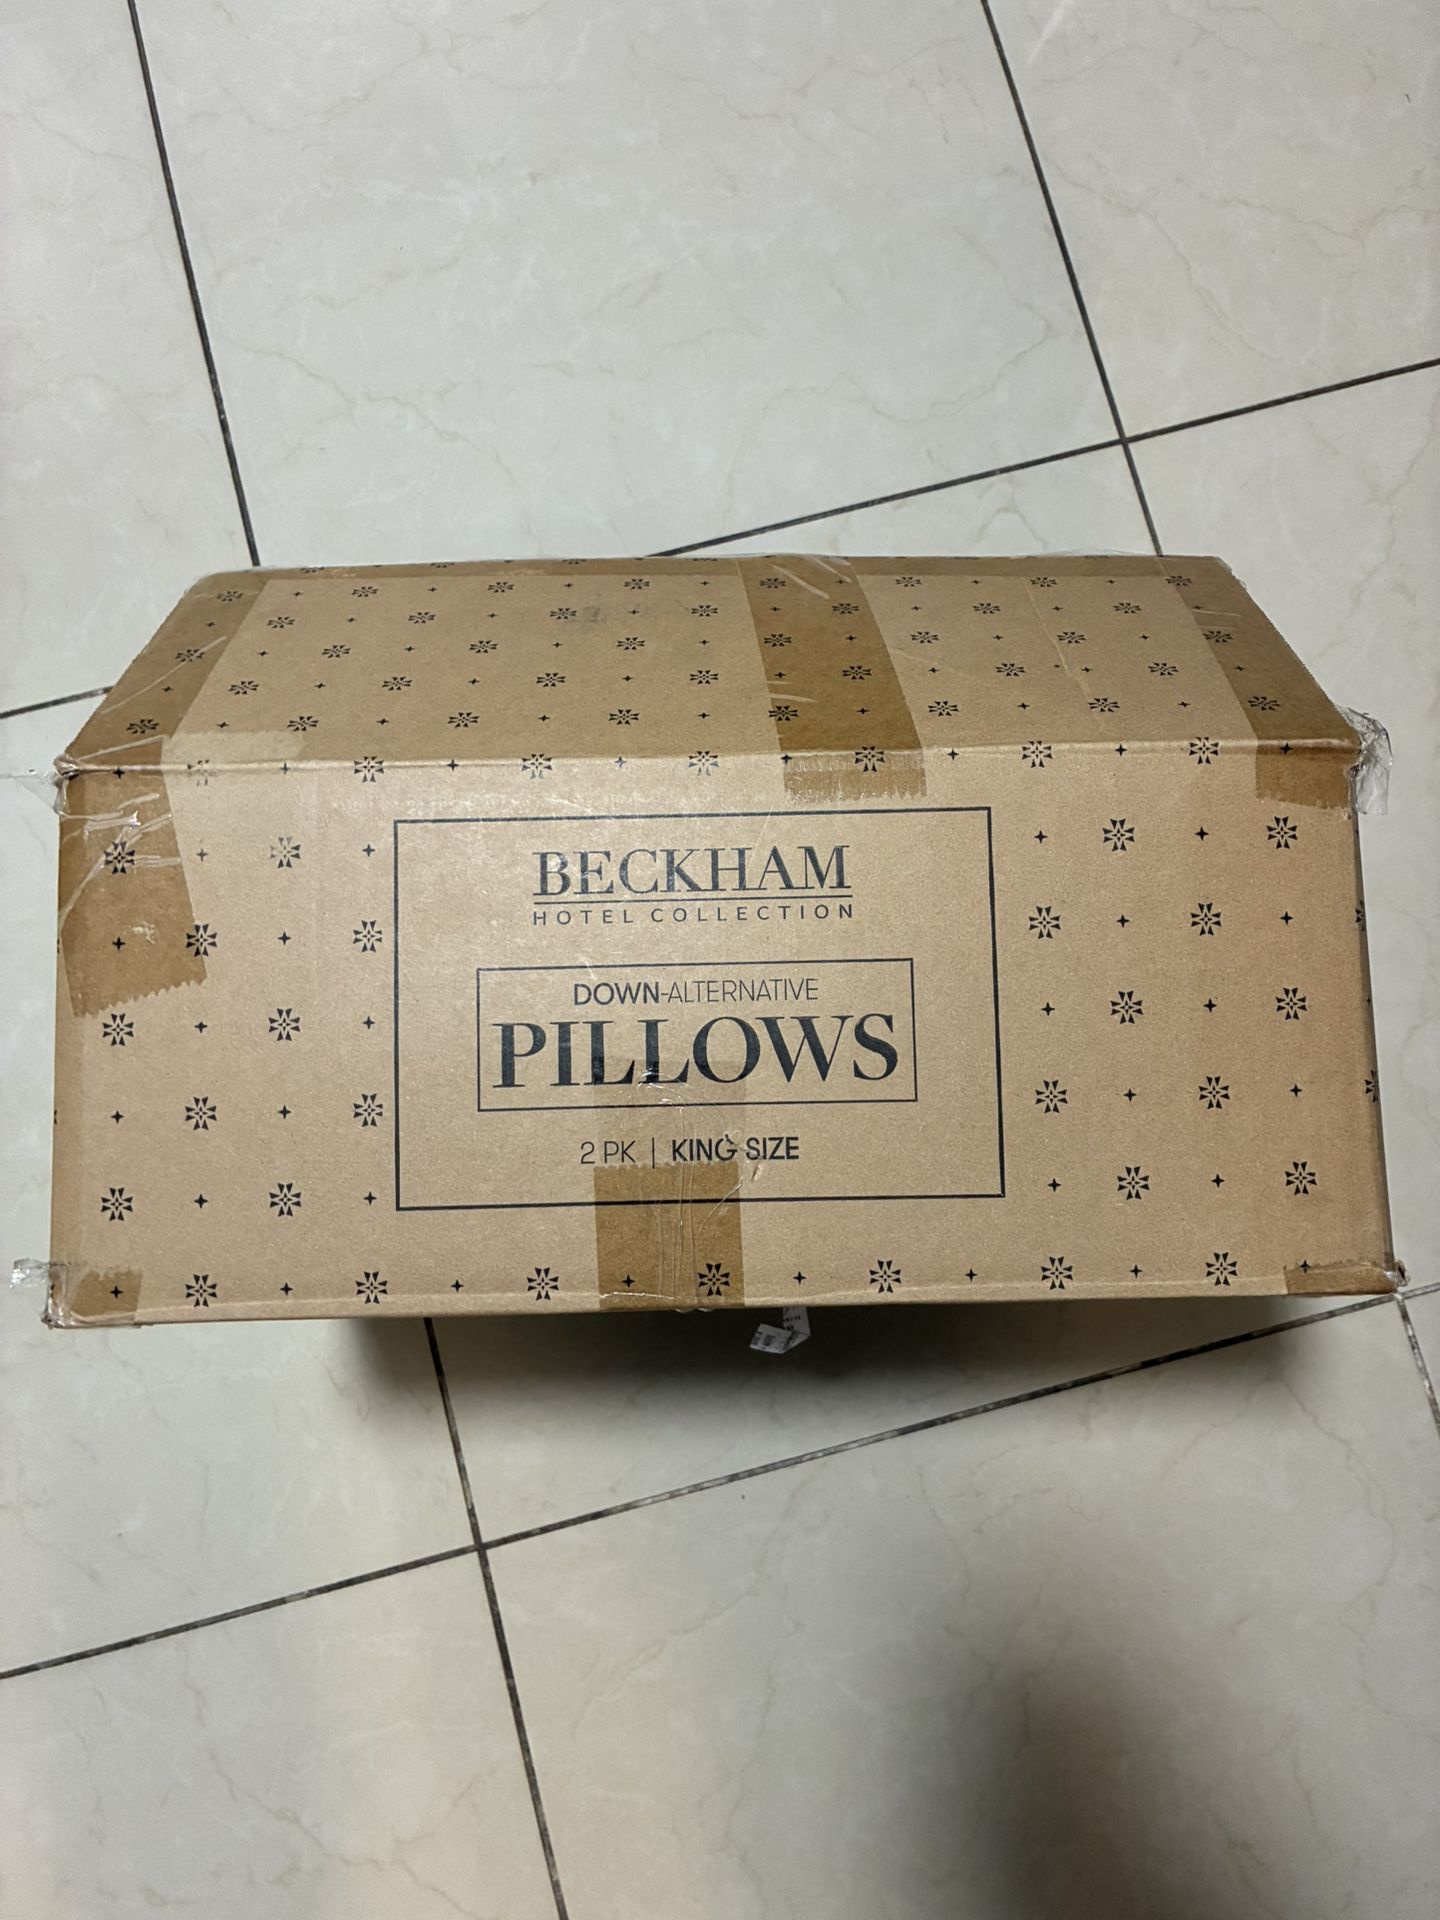 BECKHAM
HOTEL COLLECTION
DOWN-ALTERNATIVE
PILLOWS
2 PK | KING SIZE